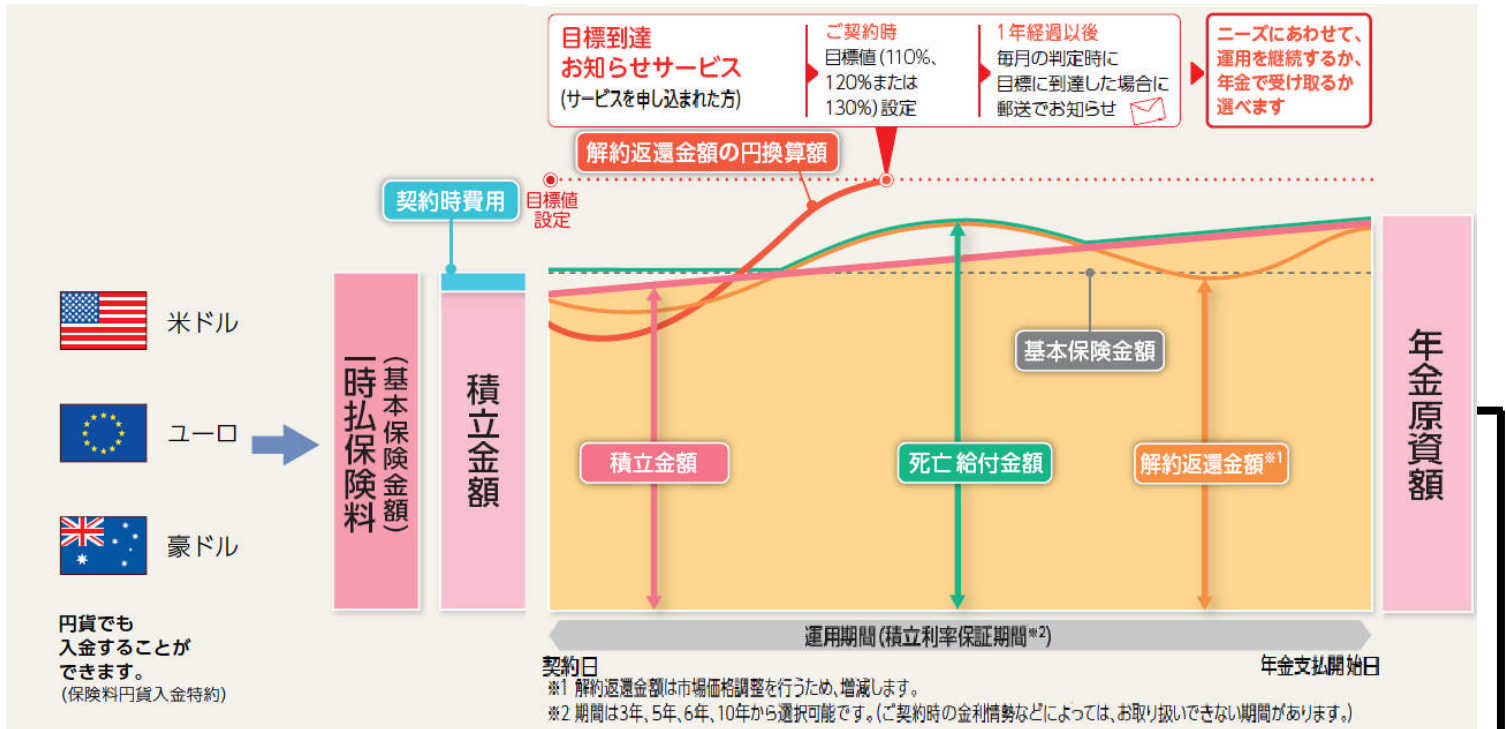 目標到達
お知らせサービス
(サービスを申し込まれた方)
ご契約時
目標値(110%、
120%または
130%)設定
1年経過以後
毎月の判定時に
目標に到達した場合に
郵送でお知らせ
ニーズにあわせて、
運用を継続するか、
年金で受け取るか
選べます
解約返還金額の円換算額
契約時費用
目標値
設定
米ドル
ユーロ
豪ドル
円貨でも
入金することが
できます。
(保険料円貨入金特約)
一時払保険料
(基本保険金額)
積立金額
積立金額
死亡給付金額
基本保険金額
解約返還金額※1
年金原資額
運用期間(積立利率保証期間※2)
契約日
年金支払開始日
※1 解約返還金額は市場価格調整を行うため、増減します。
※2 期間は3年、5年、6年、10年から選択可能です。(ご契約時の金利情勢などによっては、お取り扱いできない期間があります。)